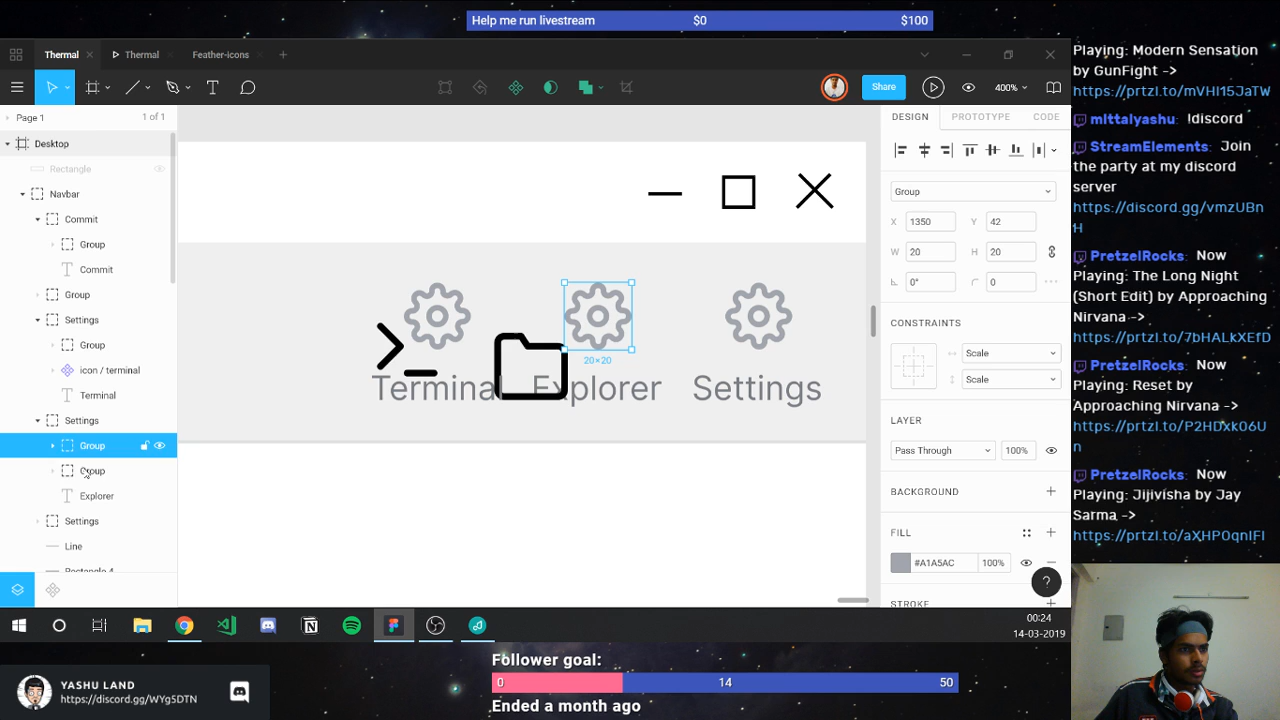 Help me run livestream $0 $100
Thermal
Thermal
Feather-icons
400%
Share
Page 1
1 of 1
Desktop
Rectangle
Navbar
Commit
Group
Commit
Group
Settings
Group
icon / terminal
Terminal
Settings
Group
Group
Explorer
Settings
Line
Rectangle 4
20×20
Terminal
Explorer
Settings
DESIGN
PROTOTYPE
CODE
Group
X 1350
Y 42
W 20
H 20
0°
0
CONSTRAINTS
Scale
Scale
LAYER
Pass Through
100%
BACKGROUND
FILL
#A1A5AC
100%
STROKE
?
00:24
14-03-2019
Playing: Modern Sensation
by GunFight ->
https://prtzl.to/mVHI15JaTW
mittalyashu: !discord
StreamElements: Join
the party at my discord
server
https://discord.gg/vmzUBn
H
PretzelRocks: Now
Playing: The Long Night
(Short Edit) by Approaching
Nirvana ->
https://prtzl.to/7bHALkXEfD
PretzelRocks: Now
Playing: Reset by
Approaching Nirvana ->
https://prtzl.to/P2HDxk06U
n
PretzelRocks: Now
Playing: Jijivisha by Jay
Sarma ->
https://prtzl.to/aXHP0qnIFI
YASHU LAND
https://discord.gg/WYg5DTN
Follower goal:
0 14 50
Ended a month ago